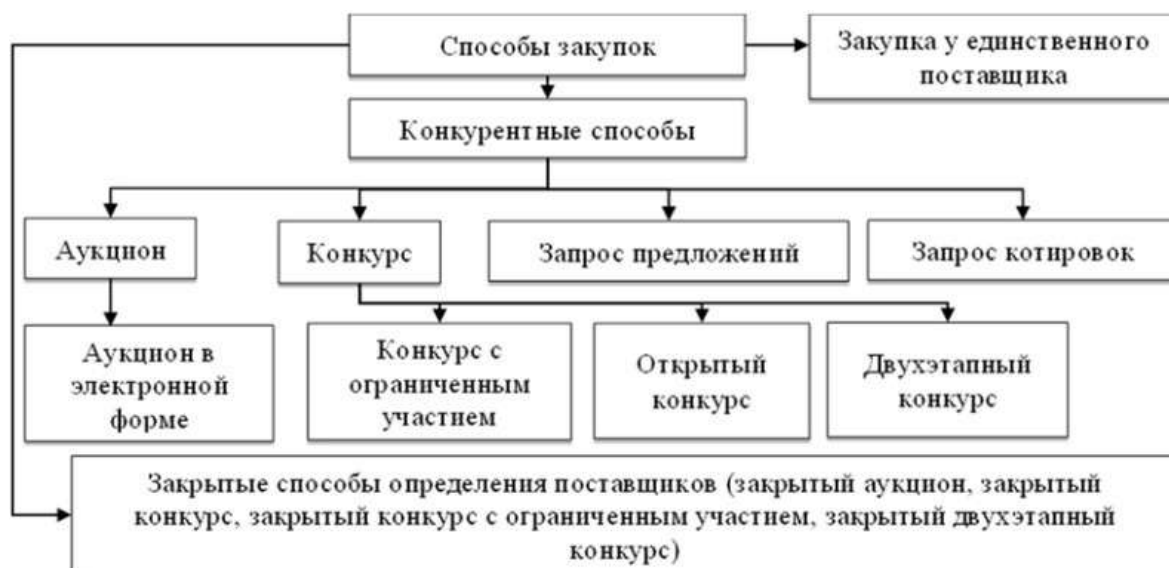 Способы закупок
Закупка у единственного
поставщика
Конкурентные способы
Аукцион
Конкурс
Запрос предложений
Запрос котировок
Аукцион в
электронной
форме
Конкурс с
ограниченным
участием
Открытый
конкурс
Двухэтапный
конкурс
Закрытые способы определения поставщиков (закрытый аукцион, закрытый
конкурс, закрытый конкурс с ограниченным участием, закрытый двухэтапный
конкурс)